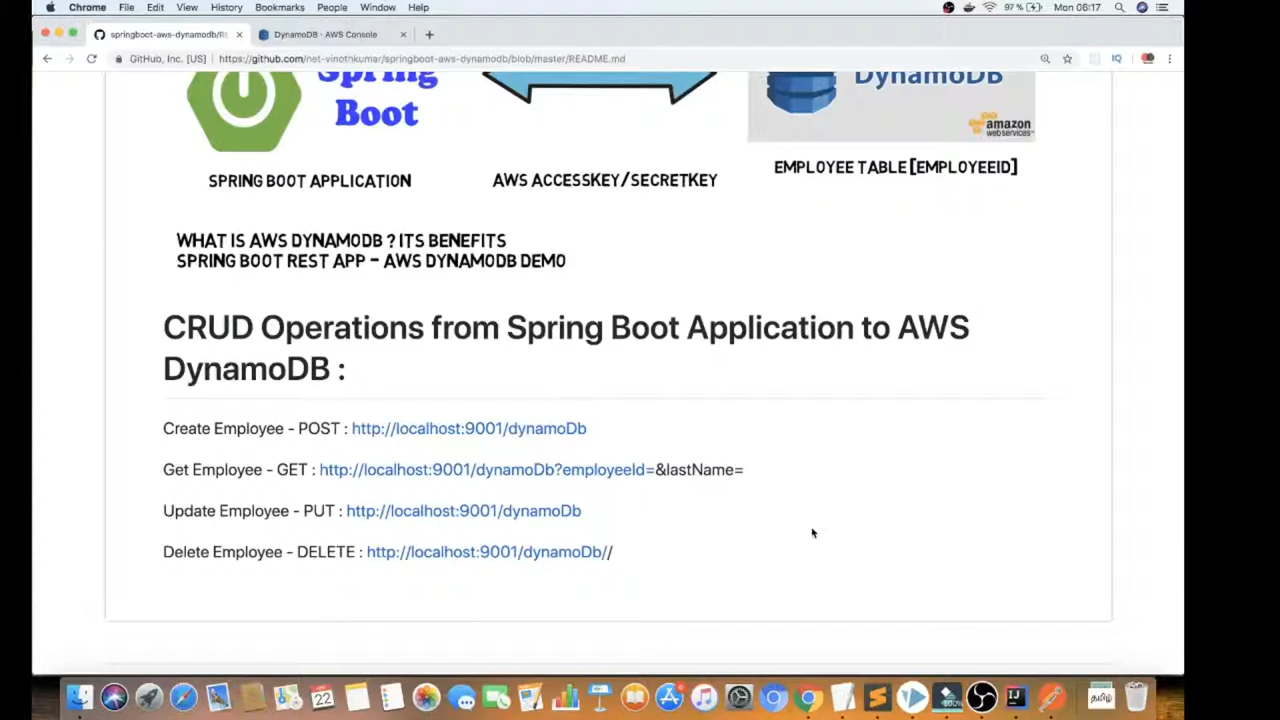 Chrome File Edit View History Bookmarks People Window Help 97 % Mon 06:17
springboot-aws-dynamodb/RE DynamoDB · AWS Console
GitHub, Inc. [US] https://github.com/net-vinothkumar/springboot-aws-dynamodb/blob/master/README.md
Spring DynamoDB
Boot
amazon
webservices™
SPRING BOOT APPLICATION AWS ACCESSKEY/SECRETKEY EMPLOYEE TABLE [EMPLOYEEID]
WHAT IS AWS DYNAMODB ? ITS BENEFITS
SPRING BOOT REST APP - AWS DYNAMODB DEMO
CRUD Operations from Spring Boot Application to AWS
DynamoDB :
Create Employee - POST : http://localhost:9001/dynamoDb
Get Employee - GET : http://localhost:9001/dynamoDb?employeeId=&lastName=
Update Employee - PUT : http://localhost:9001/dynamoDb
Delete Employee - DELETE : http://localhost:9001/dynamoDb//
22
தமிழ்